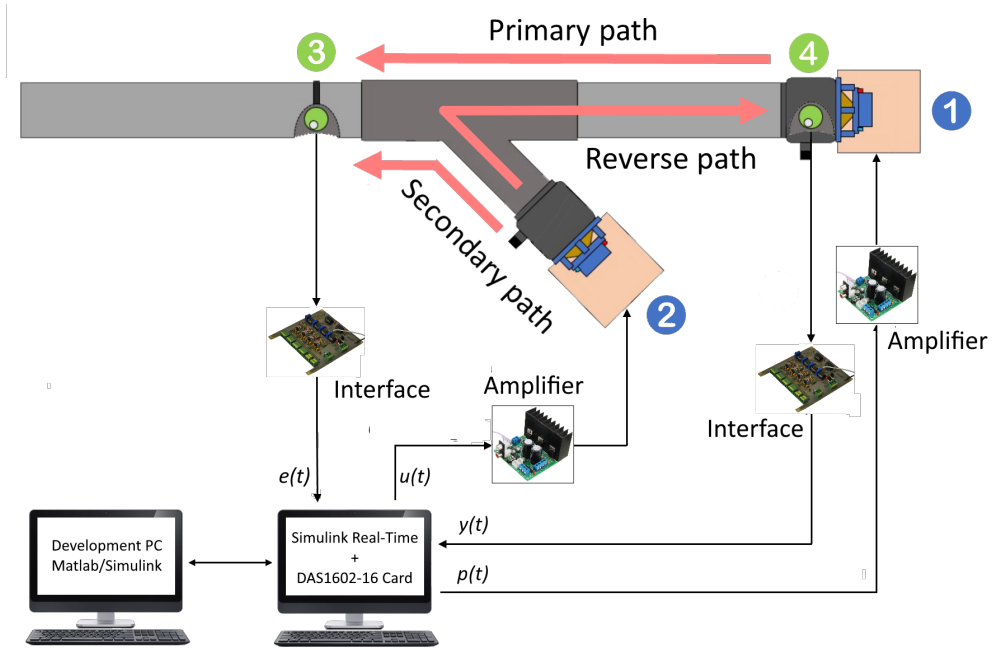 Primary path
3
4
1
Reverse path
Secondary path
2
Amplifier
Interface
Amplifier
Interface
e(t)
u(t)
y(t)
p(t)
Development PC
Matlab/Simulink
Simulink Real-Time
+
DAS1602-16 Card